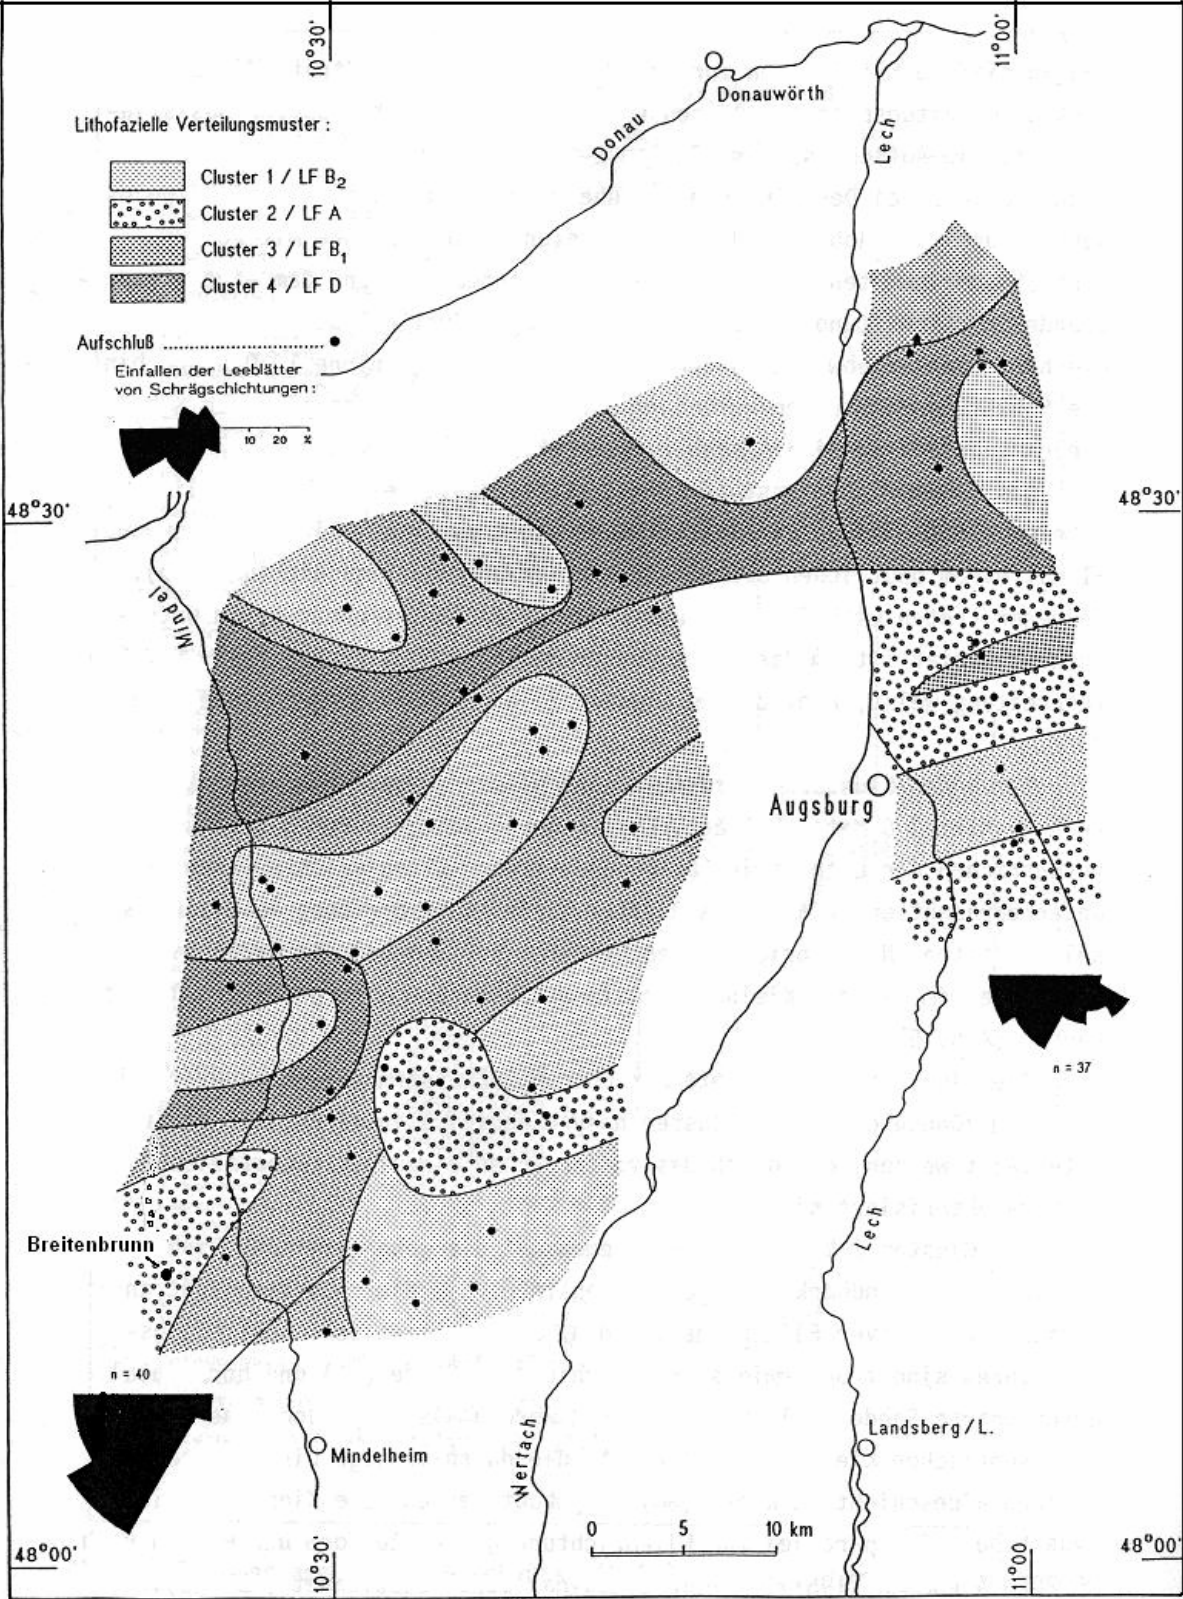 10°30'
11°00'
Donauwörth
Donau
Lech
Lithofazielle Verteilungsmuster :
Cluster 1 / LF B₂
Cluster 2 / LF A
Cluster 3 / LF B₁
Cluster 4 / LF D
Aufschluß ..............................
Einfallen der Leeblätter
von Schrägschichtungen :
10 20 %
48°30'
48°30'
Mindel
Augsburg
n = 37
Breitenbrunn
Lech
n = 40
Wertach
Landsberg/L.
Mindelheim
0 5 10 km
48°00'
10°30'
11°00'
48°00'